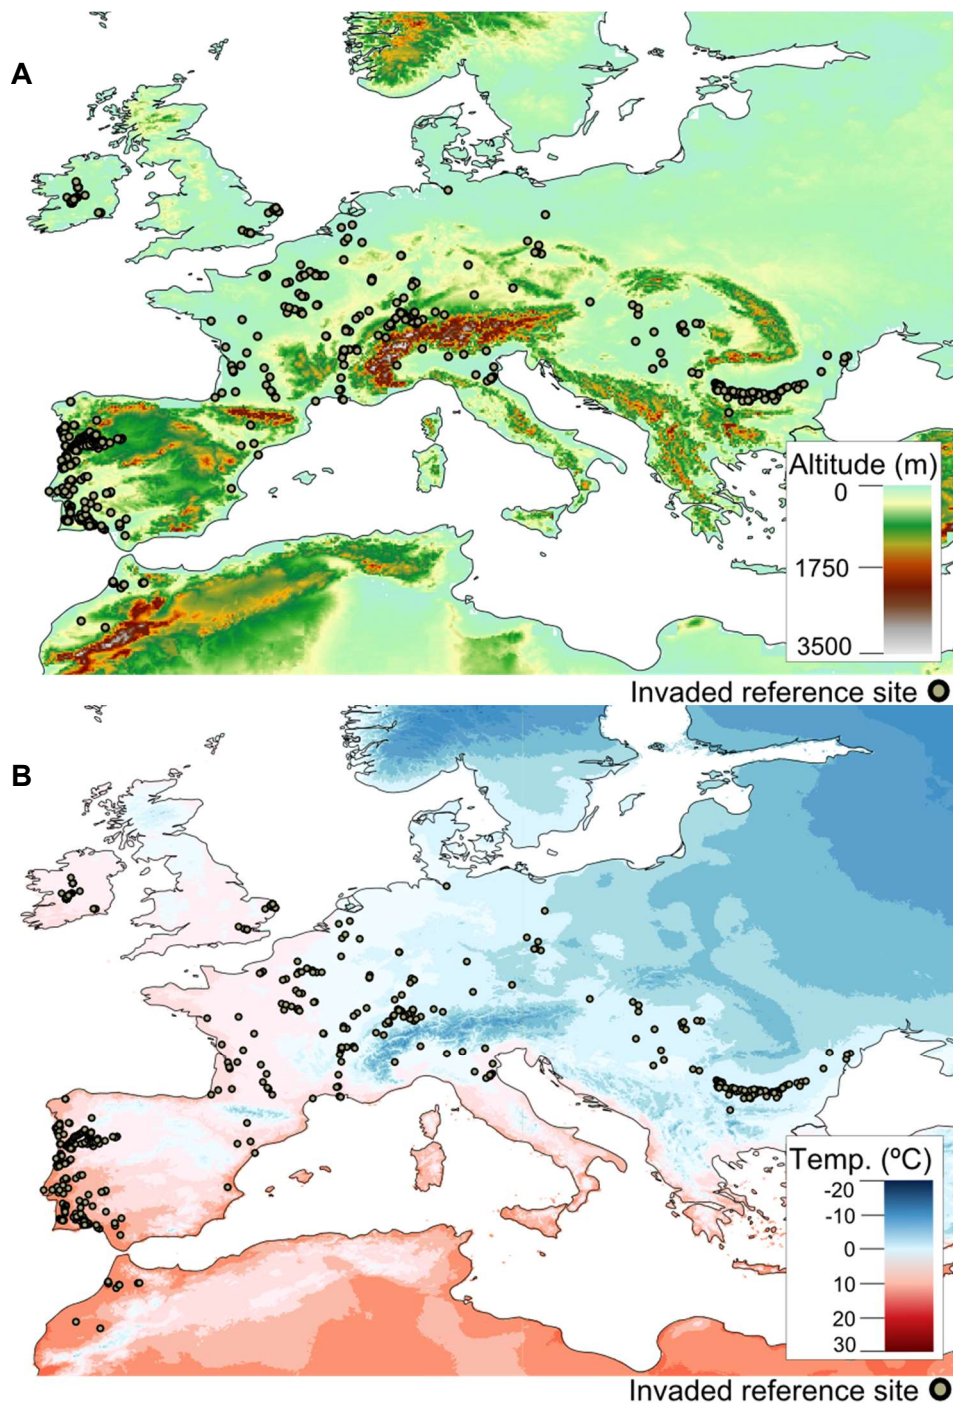 A
Altitude (m)
0
1750
3500
Invaded reference site
B
Temp. (ºC)
-20
-10
0
10
20
30
Invaded reference site